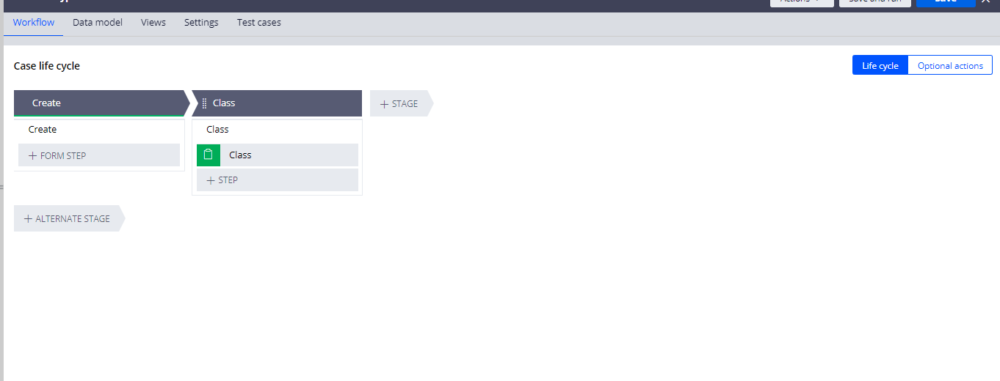 Actions
Save and run
Save
Workflow Data model Views Settings Test cases
Case life cycle
Life cycle Optional actions
Create
Class
+ STAGE
Create
Class
+ FORM STEP
Class
+ STEP
+ ALTERNATE STAGE